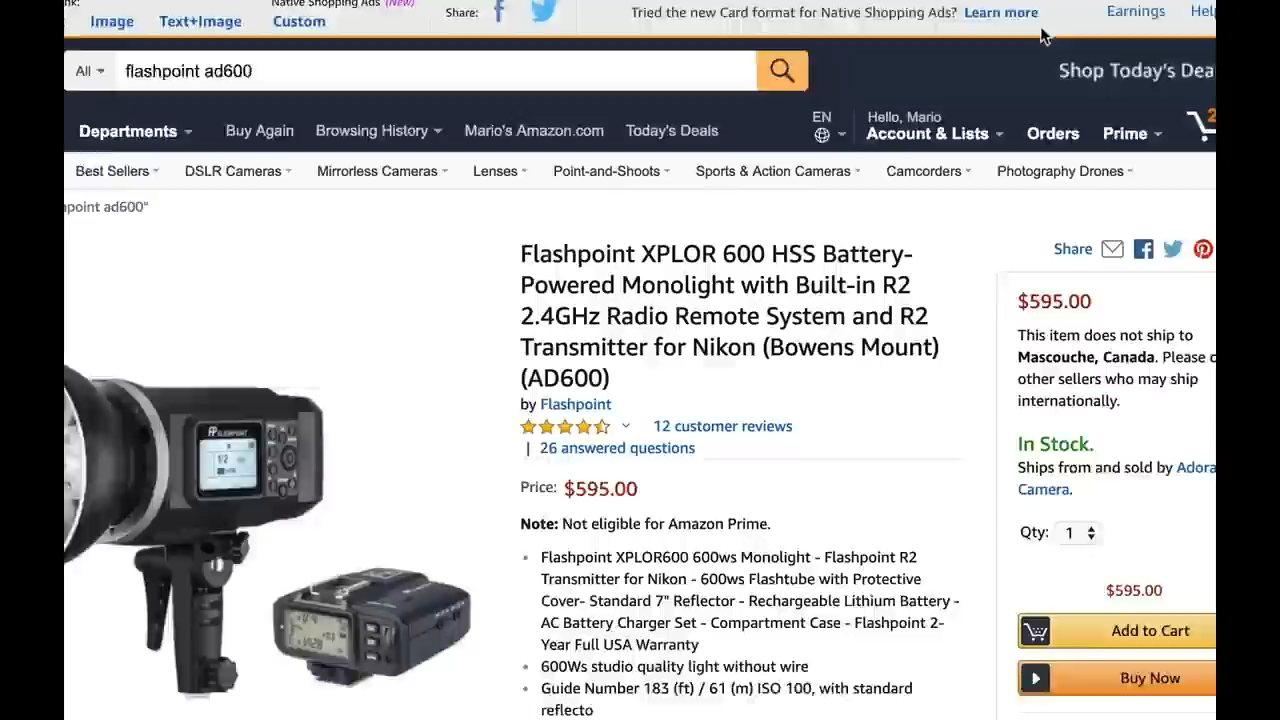 Native Shopping Ads (New)
Image Text+Image Custom
Share:
Tried the new Card format for Native Shopping Ads? Learn more
Earnings
All flashpoint ad600
Shop Today's Dea
Departments Buy Again Browsing History Mario's Amazon.com Today's Deals
EN
Hello, Mario
Account & Lists Orders Prime
Best Sellers DSLR Cameras Mirrorless Cameras Lenses Point-and-Shoots Sports & Action Cameras Camcorders Photography Drones
ad600"
Flashpoint XPLOR 600 HSS Battery-
Powered Monolight with Built-in R2
2.4GHz Radio Remote System and R2
Transmitter for Nikon (Bowens Mount)
(AD600)
by Flashpoint
12 customer reviews
| 26 answered questions
Price: $595.00
Note: Not eligible for Amazon Prime.
Flashpoint XPLOR600 600ws Monolight - Flashpoint R2
Transmitter for Nikon - 600ws Flashtube with Protective
Cover- Standard 7" Reflector - Rechargeable Lithium Battery -
AC Battery Charger Set - Compartment Case - Flashpoint 2-
Year Full USA Warranty
600Ws studio quality light without wire
Guide Number 183 (ft) / 61 (m) ISO 100, with standard
reflecto
Share
$595.00
This item does not ship to
Mascouche, Canada. Please
other sellers who may ship
internationally.
In Stock.
Ships from and sold by Adora
Camera.
Qty: 1
$595.00
Add to Cart
Buy Now
FP FLASHPOINT
1/2